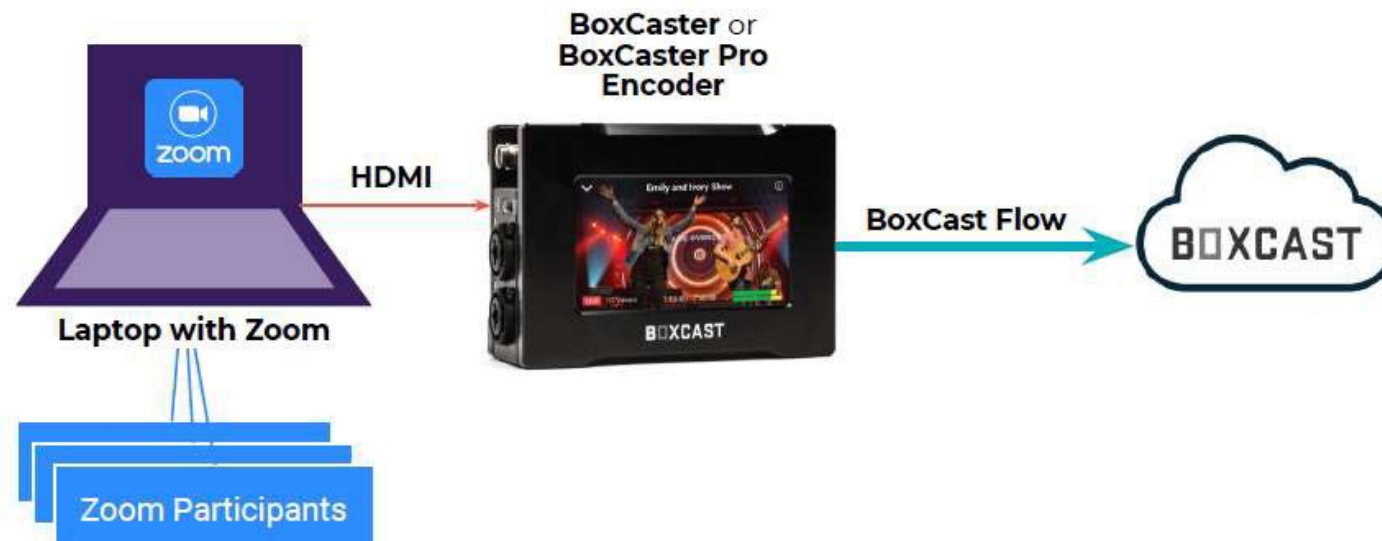 BoxCaster or
BoxCaster Pro
Encoder
zoom
HDMI
Emily and Ivory Show
LIVE
BOXCAST
BoxCast Flow
BOXCAST
Laptop with Zoom
Zoom Participants